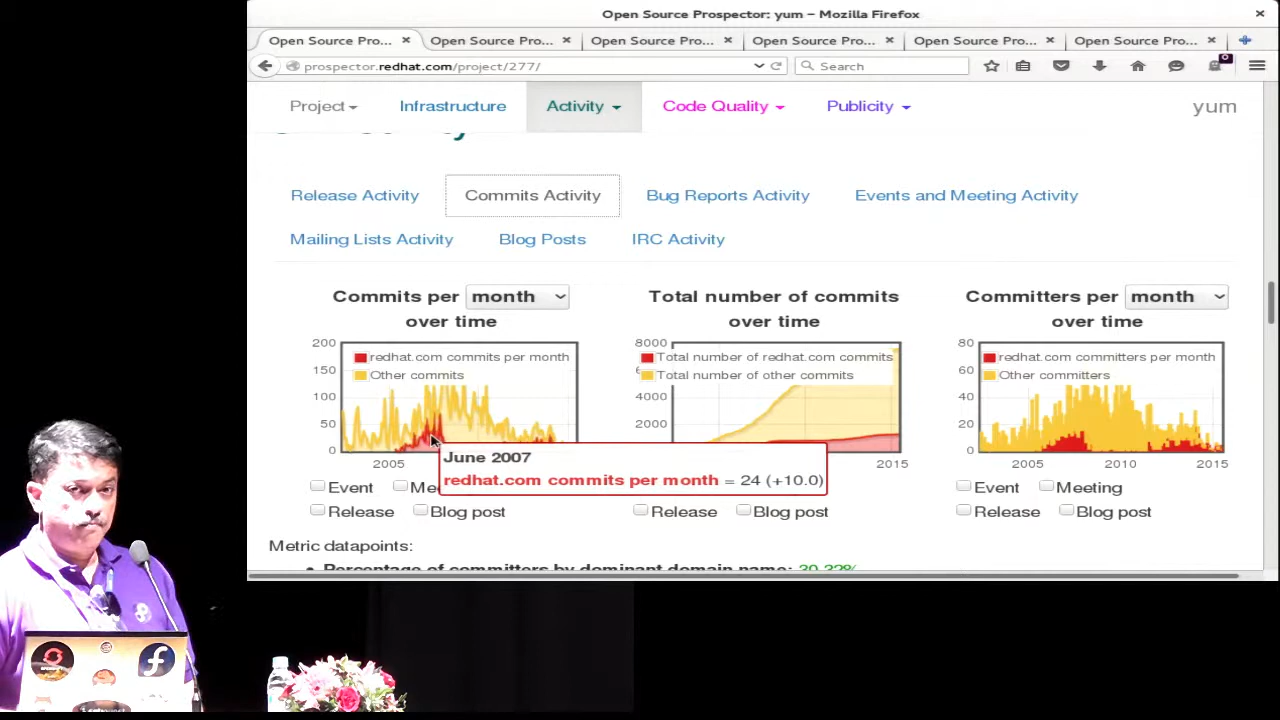 Open Source Prospector: yum – Mozilla Firefox
Open Source Pro... Open Source Pro... Open Source Pro... Open Source Pro... Open Source Pro... Open Source Pro...
prospector.redhat.com/project/277/ Search
Project Infrastructure Activity Code Quality Publicity yum
Release Activity Commits Activity Bug Reports Activity Events and Meeting Activity
Mailing Lists Activity Blog Posts IRC Activity
Commits per month
over time
200
150
100
50
0
redhat.com commits per month
Other commits
2005
June 2007
redhat.com commits per month = 24 (+10.0)
Event
Release Blog post
Total number of commits
over time
8000
4000
2000
Total number of redhat.com commits
Total number of other commits
2015
Release Blog post
Committers per month
over time
80
60
40
20
0
redhat.com committers per month
Other committers
2005 2010 2015
Event Meeting
Release Blog post
Metric datapoints:
Percentage of committers by dominant domain name: